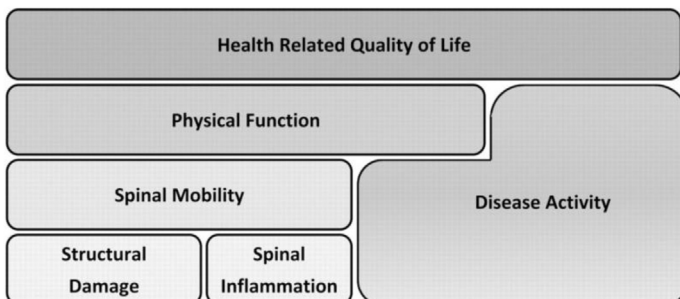 Health Related Quality of Life
Physical Function
Spinal Mobility
Disease Activity
Structural
Damage
Spinal
Inflammation